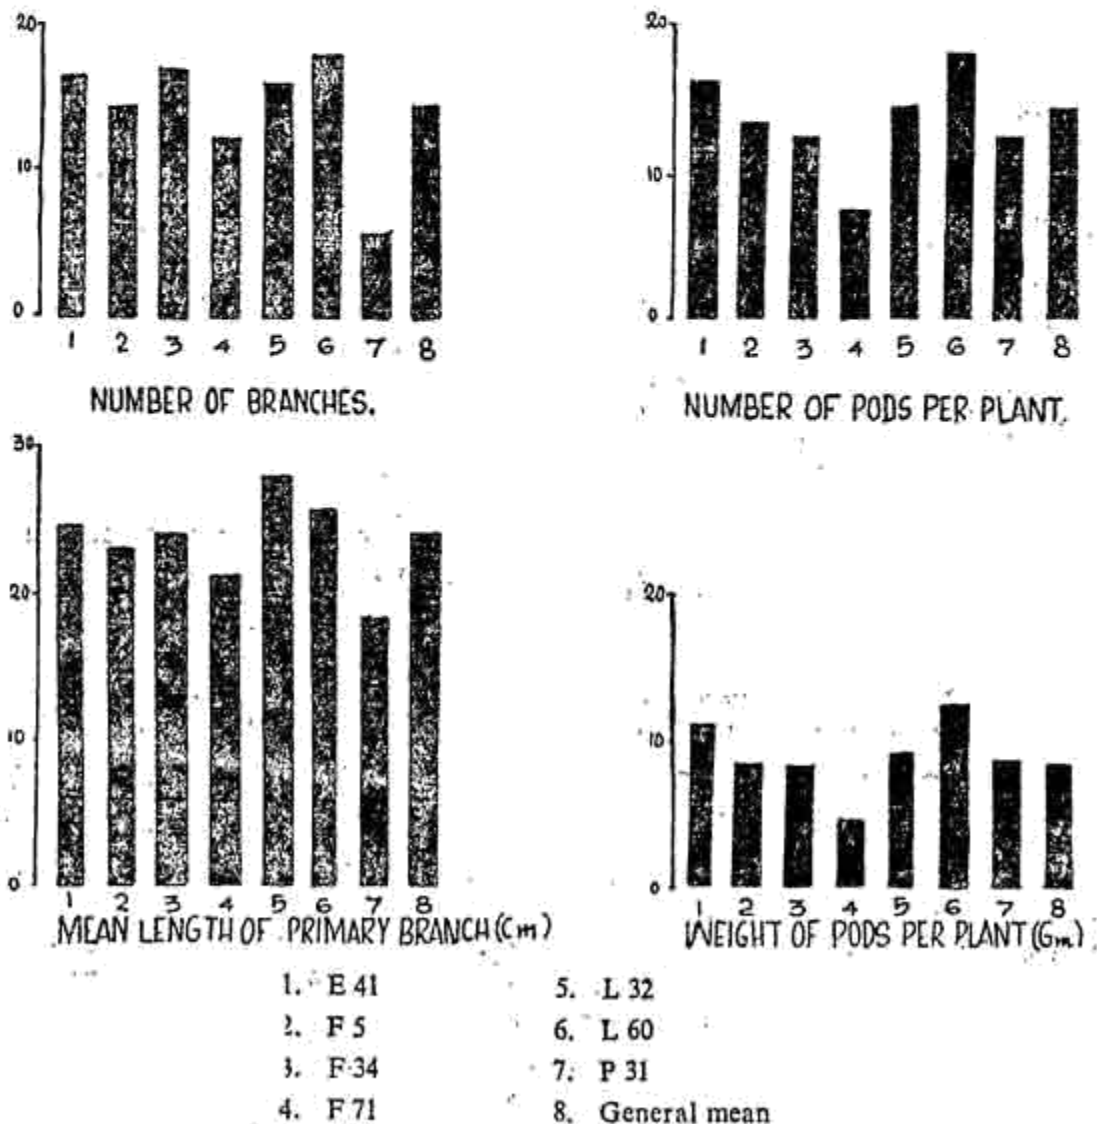 20
10
0
1 2 3 4 5 6 7 8
NUMBER OF BRANCHES.
20
10
0
1 2 3 4 5 6 7 8
NUMBER OF PODS PER PLANT.
30
20
10
0
1 2 3 4 5 6 7 8
MEAN LENGTH OF PRIMARY BRANCH (Cm)
20
10
0
1 2 3 4 5 6 7 8
WEIGHT OF PODS PER PLANT (Gm)
1. E 41
2. F 5
3. F 34
4. F 71
5. L 32
6. L 60
7. P 31
8. General mean